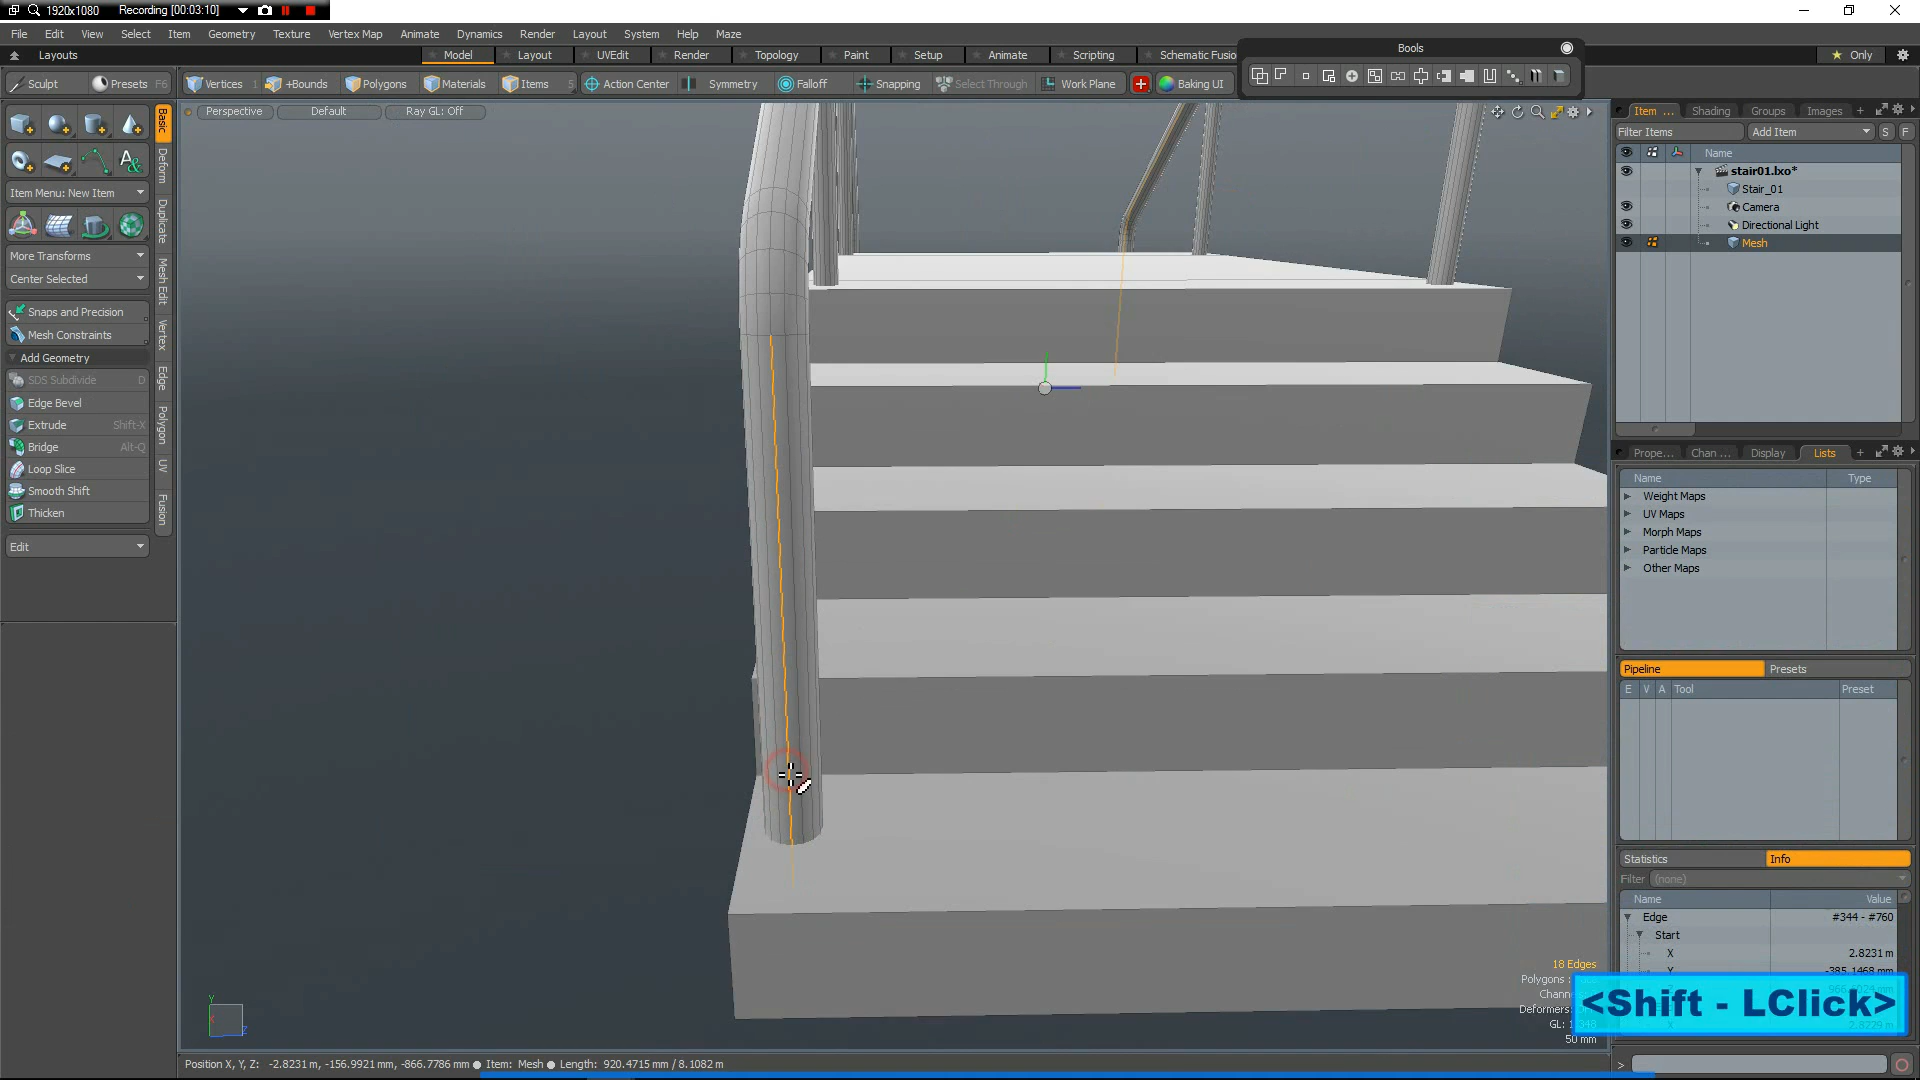 1920x1080 Recording [00:03:10]
File Edit View Select Item Geometry Texture Vertex Map Animate Dynamics Render Layout System Help Maze
Layouts Model Layout UVEdit Render Topology Paint Setup Animate Scripting Schematic Fusio Bools Only
Sculpt Presets F6 Vertices 1 +Bounds Polygons Materials Items 5 Action Center Symmetry Falloff Snapping Select Through Work Plane Baking UI
Perspective Default Ray GL: Off
Basic
Deform
Duplicate
Mesh Edit
Vertex
Edge
Polygon
UV
Fusion
Item Menu: New Item
More Transforms
Center Selected
Snaps and Precision
Mesh Constraints
Add Geometry
SDS Subdivide D
Edge Bevel
Extrude Shift-X
Bridge Alt-Q
Loop Slice
Smooth Shift
Thicken
Edit
Item ... Shading Groups Images +
Filter Items Add Item S F
Name
stair01.lxo*
Stair_01
Camera
Directional Light
Mesh
Prope... Chan ... Display Lists +
Name Type
Weight Maps
UV Maps
Morph Maps
Particle Maps
Other Maps
Pipeline Presets
E V A Tool Preset
Statistics Info
Filter (none)
Name Value
Edge #344 - #760
Start
X 2.8231 m
Y -385.1468 mm
18 Edges
Polygons :
Channe
Deformers:
GL: 1
50 mm
<Shift - LClick>
Y
X
Z
Position X, Y, Z: -2.8231 m, -156.9921 mm, -866.7786 mm Item: Mesh Length: 920.4715 mm / 8.1082 m
>